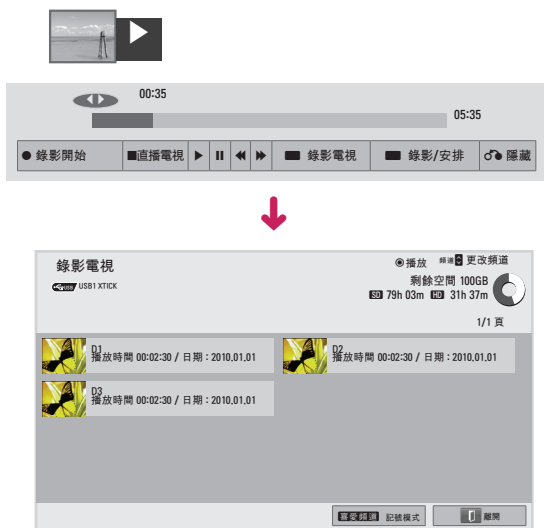 00:35
05:35
錄影開始 直播電視 錄影電視 錄影/安排 隱藏
錄影電視
播放 頻道 更改頻道
USB USB1 XTICK
剩餘空間 100GB
SD 79h 03m HD 31h 37m
1/1 頁
D1
播放時間 00:02:30 / 日期：2010,01,01
D2
播放時間 00:02:30 / 日期：2010,01,01
D3
播放時間 00:02:30 / 日期：2010,01,01
喜愛頻道 記號模式 離開